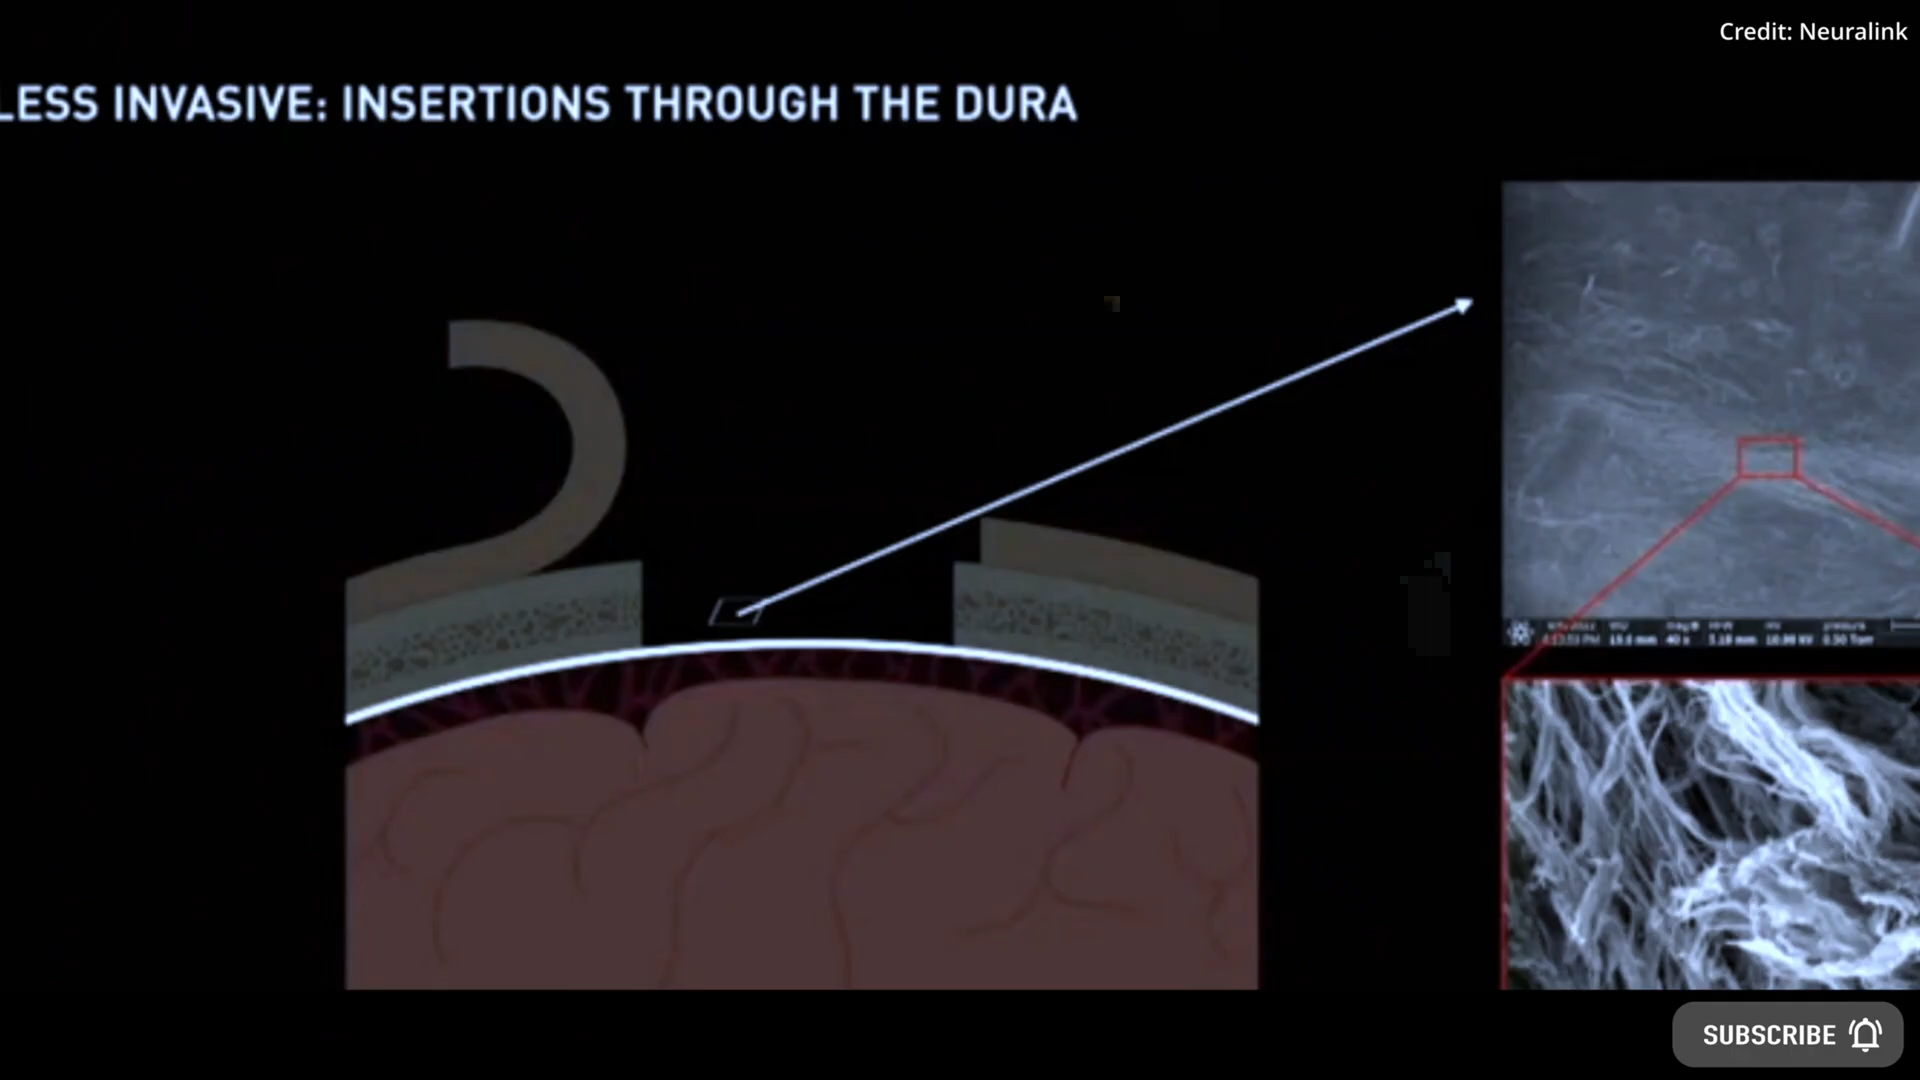 Credit: Neuralink
LESS INVASIVE: INSERTIONS THROUGH THE DURA
SUBSCRIBE